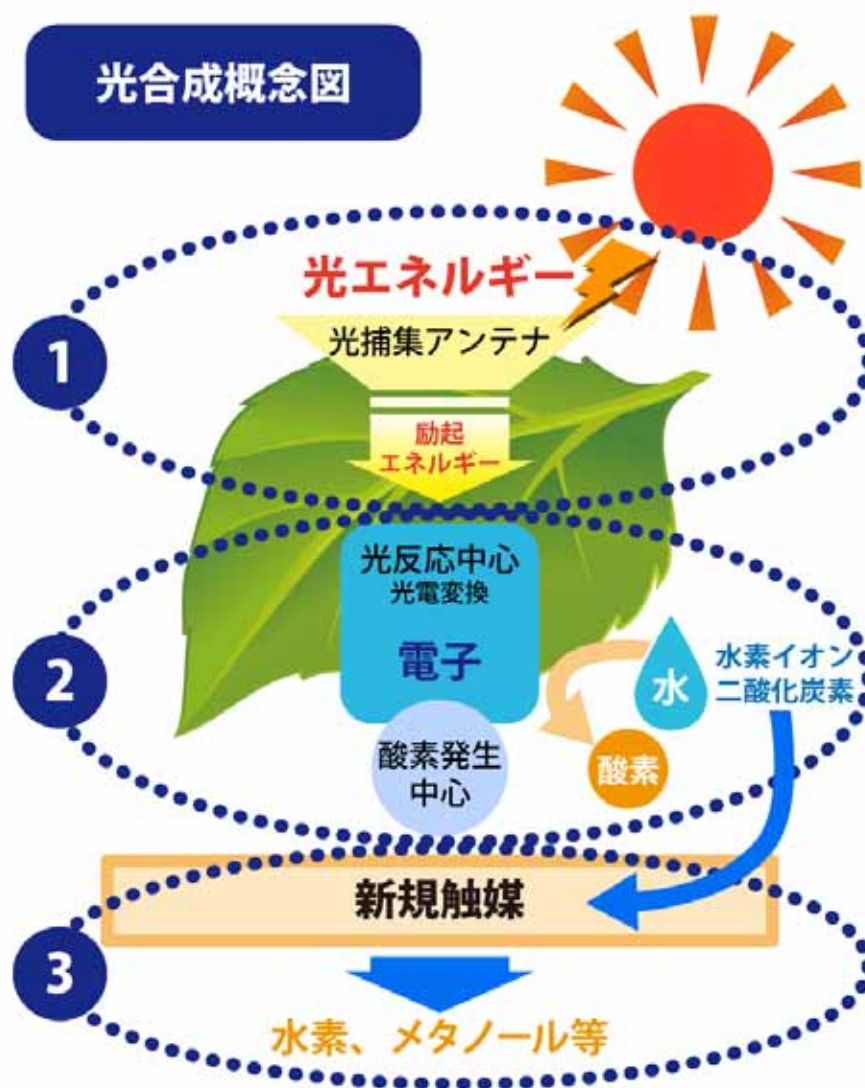 光合成概念図
光エネルギー
1
光捕集アンテナ
励起
エネルギー
光反応中心
光電変換
電子
2
水
水素イオン
二酸化炭素
酸素
酸素発生
中心
新規触媒
3
水素、メタノール等